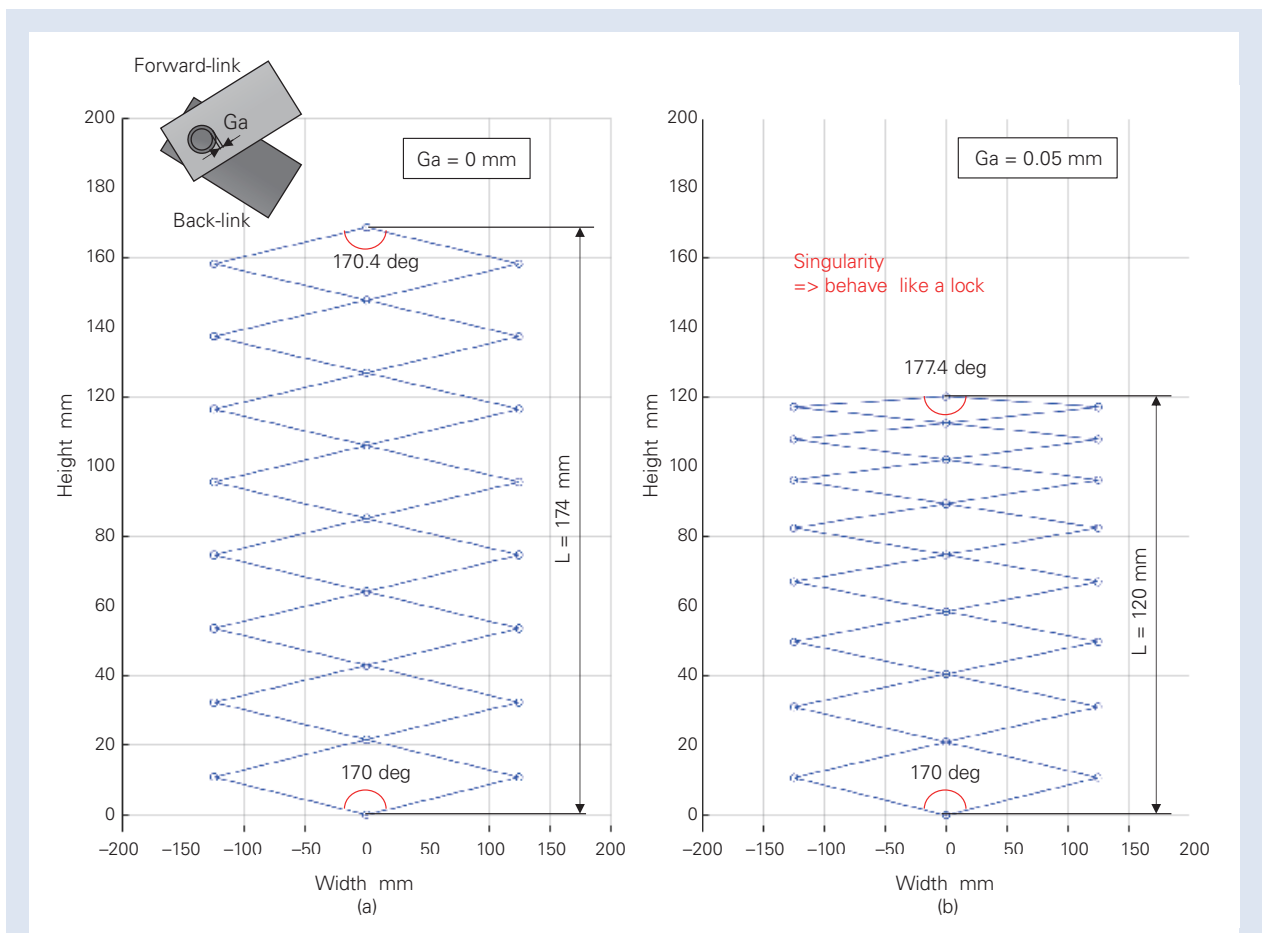 Forward-link
Ga
Back-link
Ga = 0 mm
200
180
160
140
120
100
80
60
40
20
0
Height mm
170.4 deg
L = 174 mm
170 deg
−200 −150 −100 −50 0 50 100 150 200
Width mm
(a)
Ga = 0.05 mm
200
180
160
140
120
100
80
60
40
20
0
Height mm
Singularity
=> behave like a lock
177.4 deg
L = 120 mm
170 deg
−200 −150 −100 −50 0 50 100 150 200
Width mm
(b)